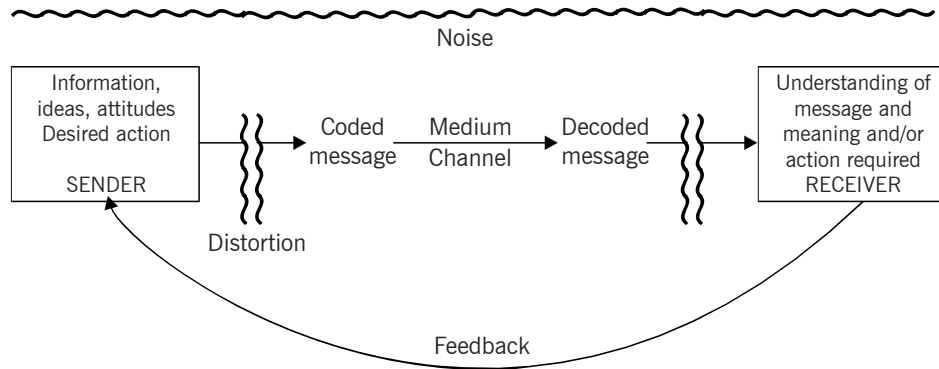 Noise
Information,
ideas, attitudes
Desired action
SENDER
Distortion
Coded
message
Medium
Channel
Decoded
message
Understanding of
message and
meaning and/or
action required
RECEIVER
Feedback